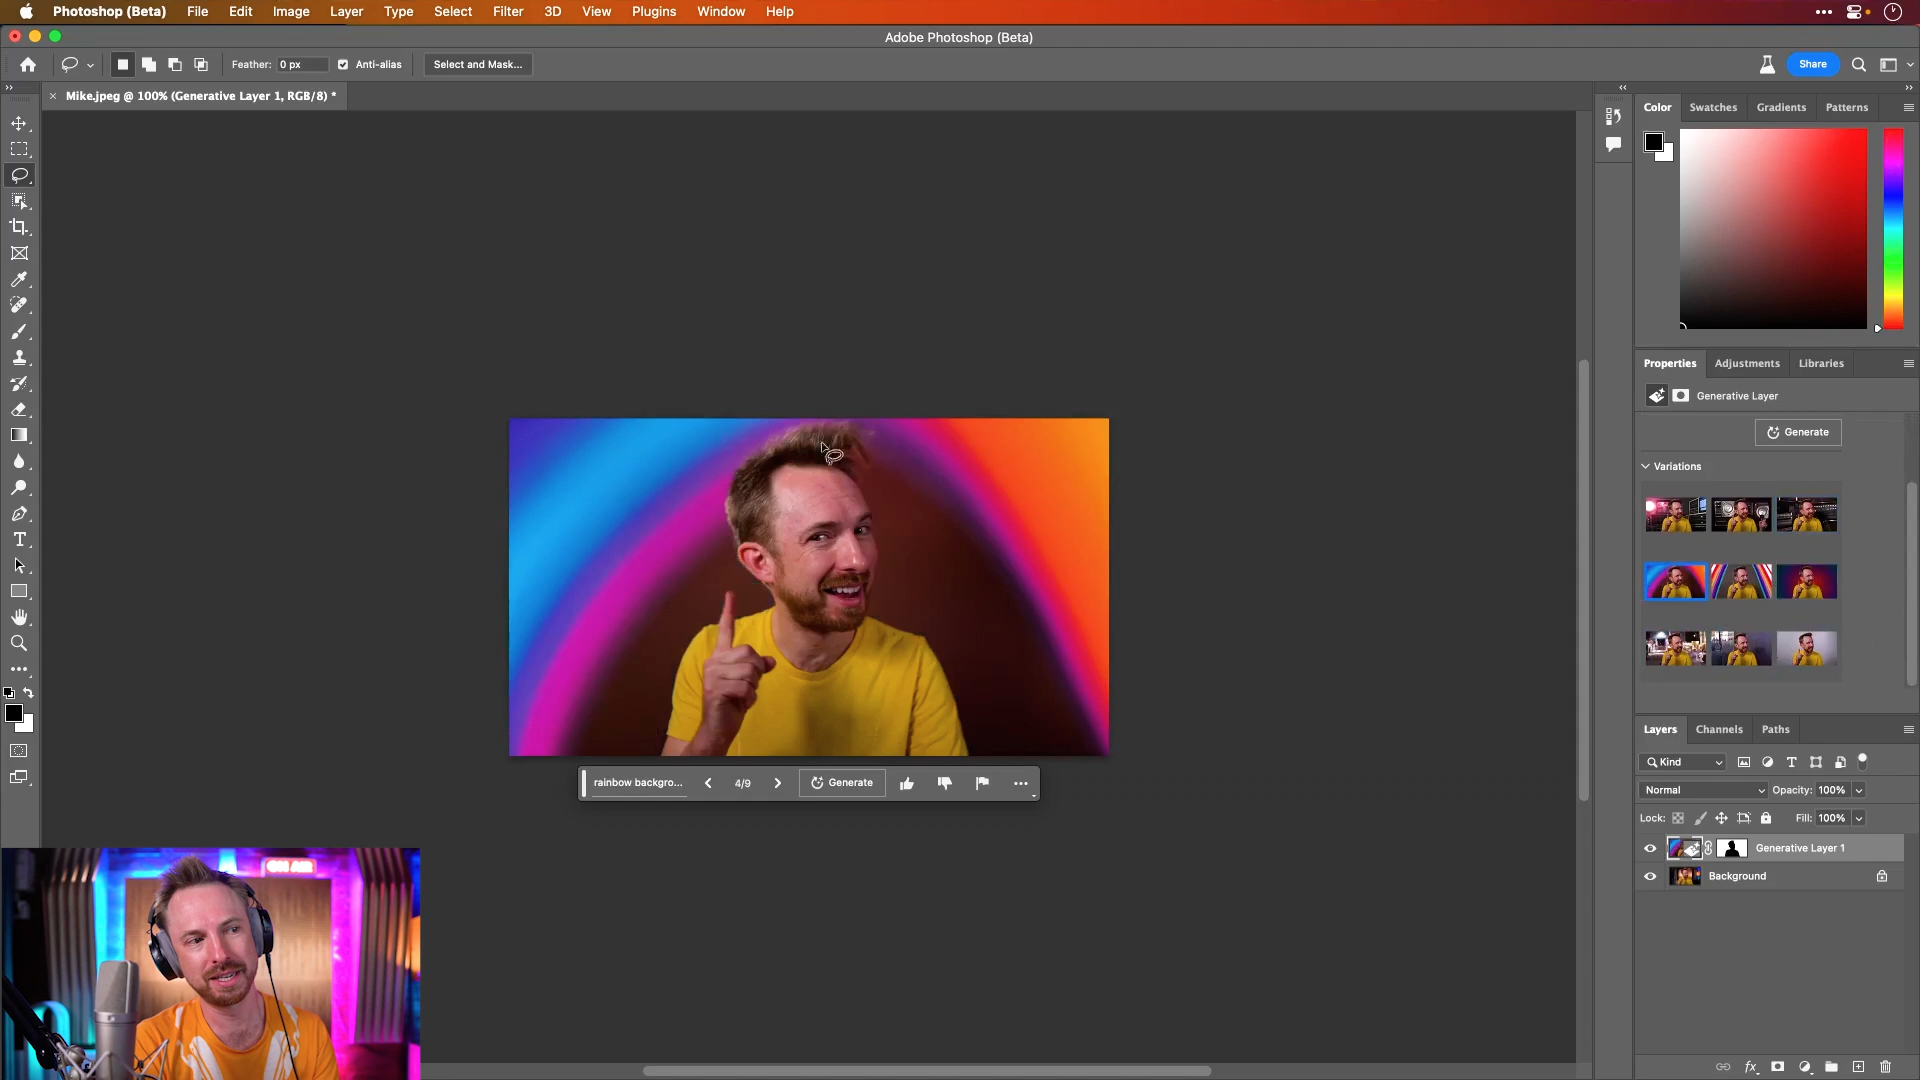 Photoshop (Beta) File Edit Image Layer Type Select Filter 3D View Plugins Window Help
Adobe Photoshop (Beta)
Feather: 0 px Anti-alias Select and Mask... Share
Mike.jpeg @ 100% (Generative Layer 1, RGB/8) *
Color Swatches Gradients Patterns
Properties Adjustments Libraries
Generative Layer
Generate
Variations
rainbow backgro... 4/9 Generate
Layers Channels Paths
Kind
Normal Opacity: 100%
Lock: Fill: 100%
Generative Layer 1
Background
ON AIR